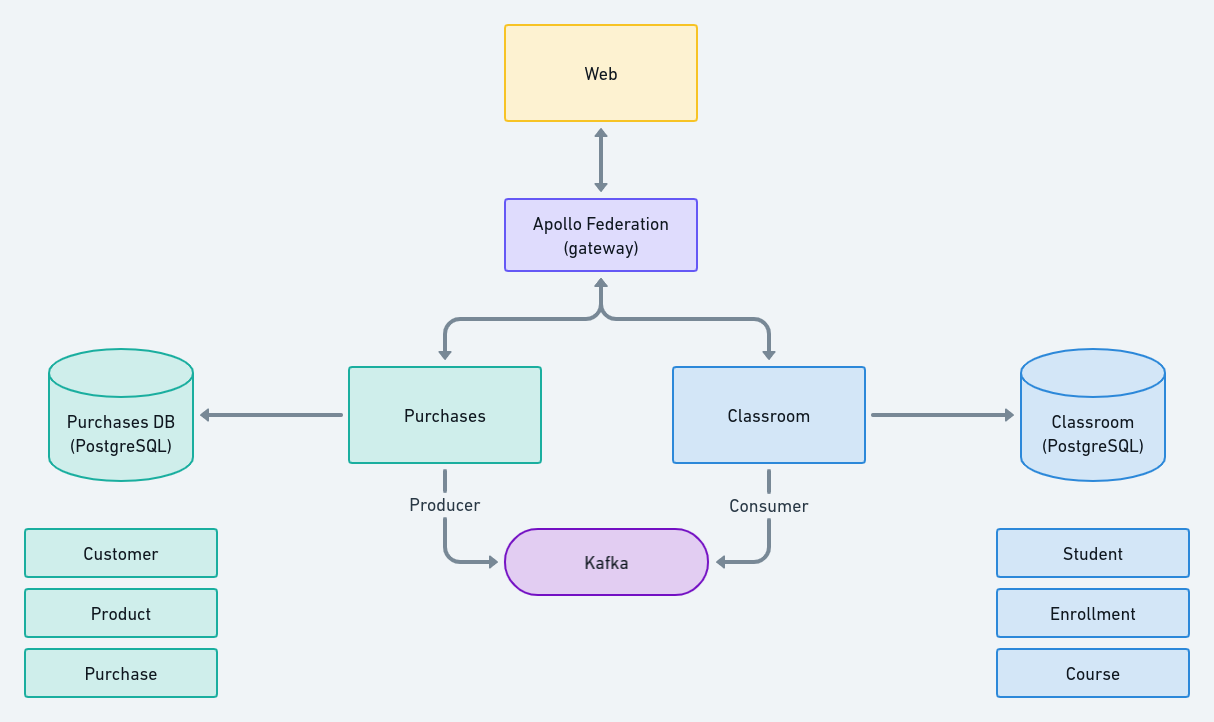 Web
Apollo Federation
(gateway)
Purchases DB
(PostgreSQL)
Purchases
Classroom
Classroom
(PostgreSQL)
Producer
Consumer
Kafka
Customer
Product
Purchase
Student
Enrollment
Course